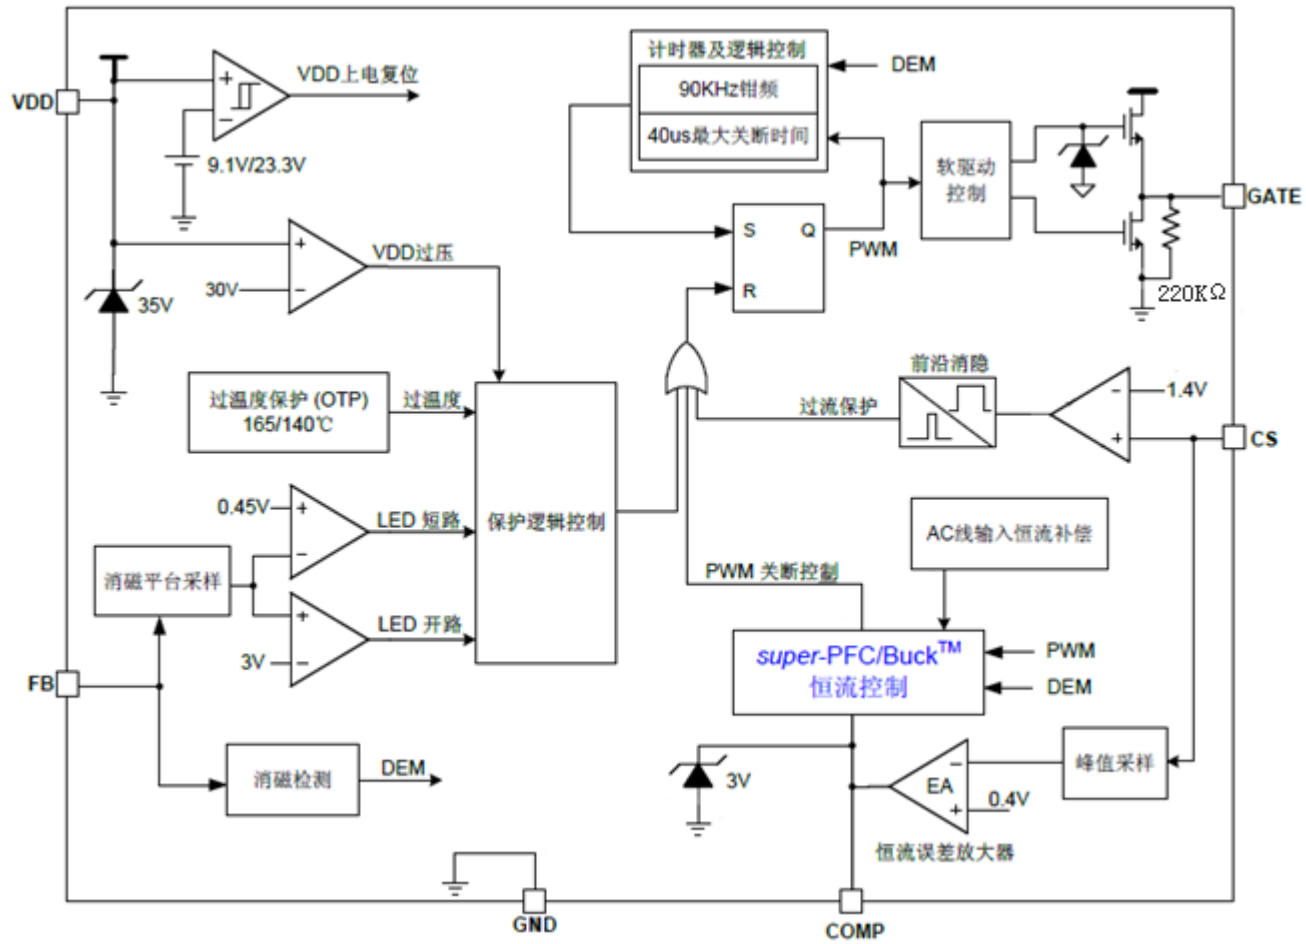 计时器及逻辑控制
DEM
90KHz钳频
40us最大关断时间
VDD上电复位
VDD
+
−
9.1V/23.3V
软驱动
控制
GATE
S
Q
R
PWM
220KΩ
+
30V
−
VDD过压
35V
过温度保护 (OTP)
165/140℃
过温度
前沿消隐
过流保护
−
1.4V
+
CS
0.45V
+
−
LED 短路
保护逻辑控制
AC线输入恒流补偿
消磁平台采样
PWM 关断控制
+
3V
−
LED 开路
super-PFC/Buck™
恒流控制
PWM
DEM
FB
消磁检测
DEM
3V
EA
−
+
0.4V
峰值采样
恒流误差放大器
GND
COMP